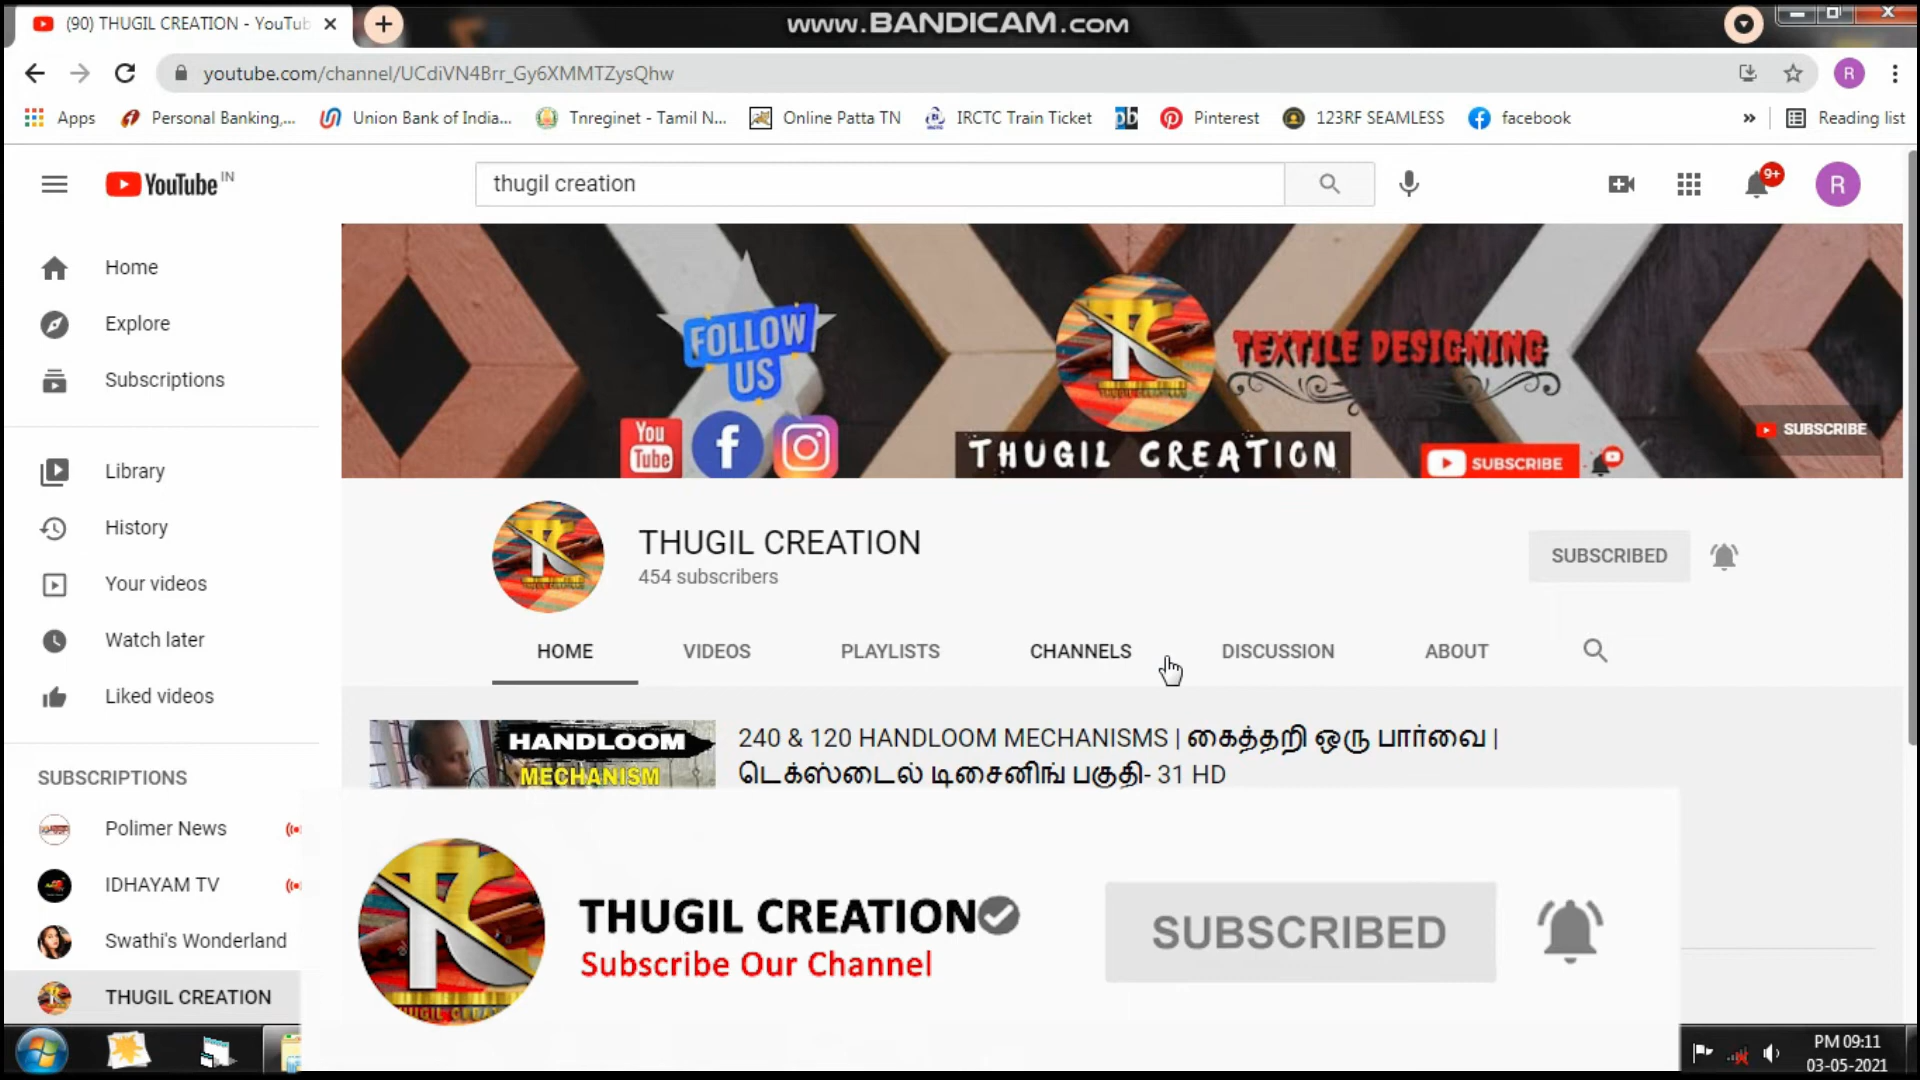 (90) THUGIL CREATION - YouTub
www.BANDICAM.com
youtube.com/channel/UCdiVN4Brr_Gy6XMMTZysQhw
R
Apps
Personal Banking,...
Union Bank of India...
Tnreginet - Tamil N...
Online Patta TN
IRCTC Train Ticket
Pinterest
123RF SEAMLESS
facebook
Reading list
YouTube IN
thugil creation
9+
R
Home
Explore
Subscriptions
Library
History
Your videos
Watch later
Liked videos
SUBSCRIPTIONS
Polimer News
IDHAYAM TV
Swathi's Wonderland
THUGIL CREATION
FOLLOW
US
You
Tube
TEXTILE DESIGNING
THUGIL CREATION
SUBSCRIBE
SUBSCRIBE
THUGIL CREATION
454 subscribers
SUBSCRIBED
HOME
VIDEOS
PLAYLISTS
CHANNELS
DISCUSSION
ABOUT
HANDLOOM
MECHANISM
240 & 120 HANDLOOM MECHANISMS | கைத்தறி ஒரு பார்வை |
டெக்ஸ்டைல் டிசைனிங் பகுதி- 31 HD
THUGIL CREATION
Subscribe Our Channel
SUBSCRIBED
PM 09:11
03-05-2021